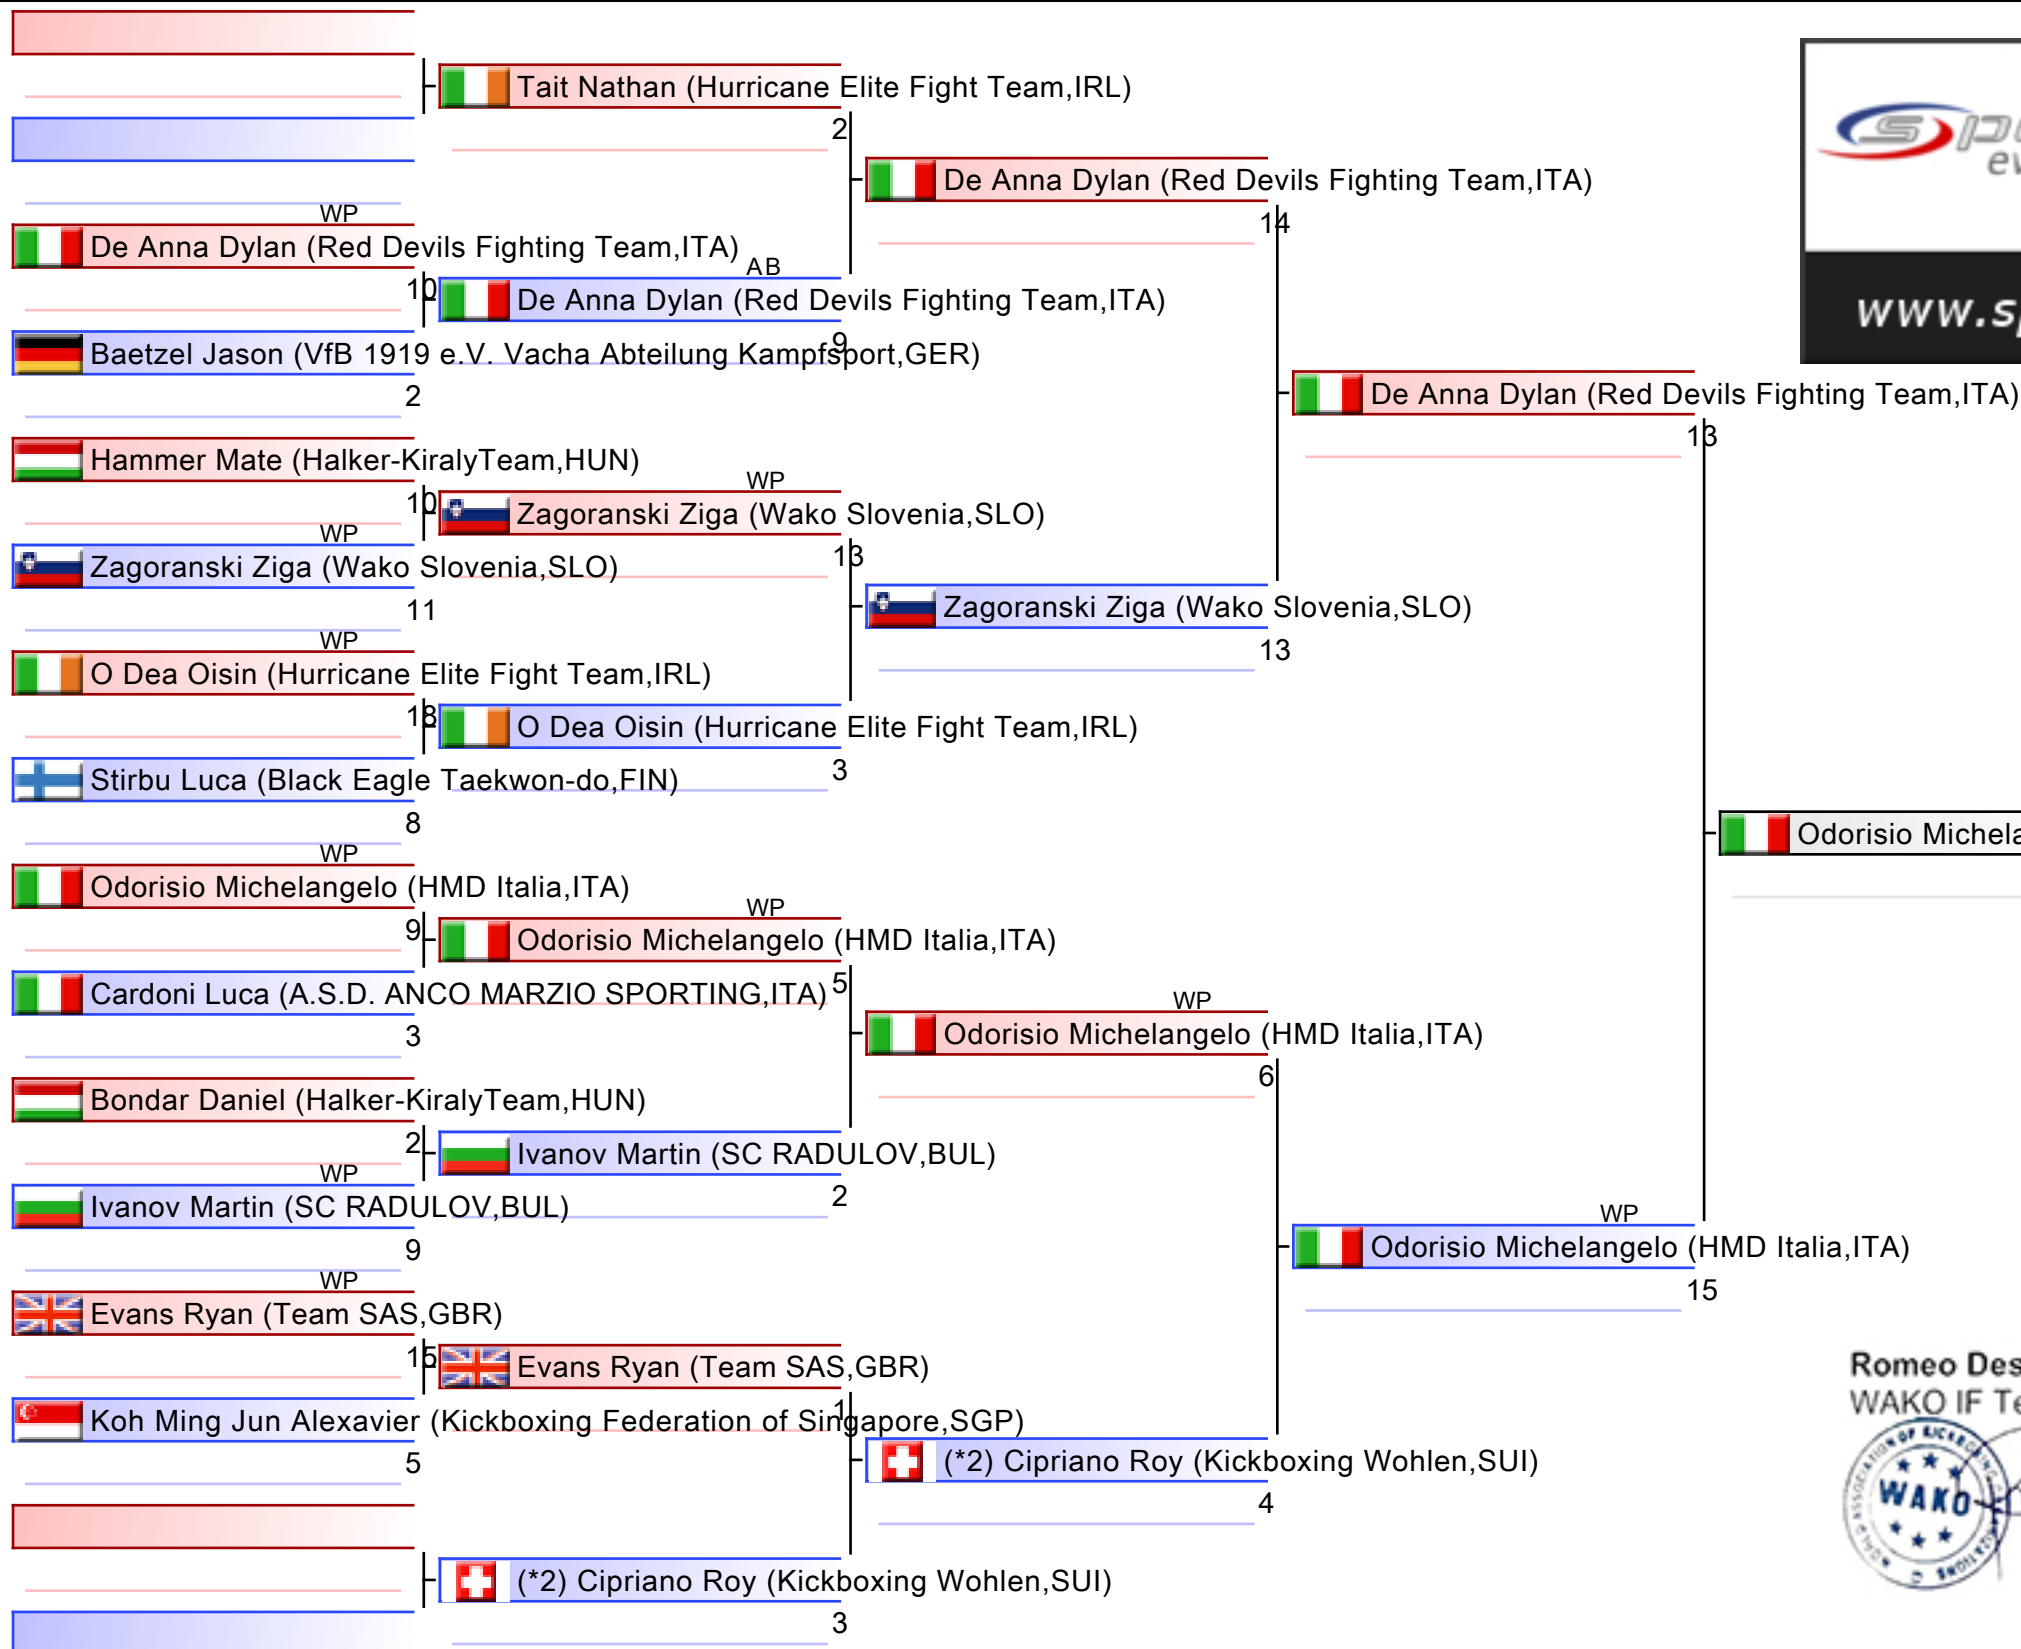 Tait Nathan (Hurricane Elite Fight Team,IRL)
2
De Anna Dylan (Red Devils Fighting Team,ITA)
14
WP
De Anna Dylan (Red Devils Fighting Team,ITA)
10
AB
De Anna Dylan (Red Devils Fighting Team,ITA)
9
Baetzel Jason (VfB 1919 e.V. Vacha Abteilung Kampfsport,GER)
2
www.s
De Anna Dylan (Red Devils Fighting Team,ITA)
13
Hammer Mate (Halker-KiralyTeam,HUN)
10
WP
Zagoranski Ziga (Wako Slovenia,SLO)
13
WP
Zagoranski Ziga (Wako Slovenia,SLO)
11
Zagoranski Ziga (Wako Slovenia,SLO)
13
WP
O Dea Oisin (Hurricane Elite Fight Team,IRL)
18
O Dea Oisin (Hurricane Elite Fight Team,IRL)
3
Stirbu Luca (Black Eagle Taekwon-do,FIN)
8
Odorisio Michela
WP
Odorisio Michelangelo (HMD Italia,ITA)
9
WP
Odorisio Michelangelo (HMD Italia,ITA)
5
Cardoni Luca (A.S.D. ANCO MARZIO SPORTING,ITA)
3
WP
Odorisio Michelangelo (HMD Italia,ITA)
6
Bondar Daniel (Halker-KiralyTeam,HUN)
2
Ivanov Martin (SC RADULOV,BUL)
2
WP
Ivanov Martin (SC RADULOV,BUL)
9
WP
Odorisio Michelangelo (HMD Italia,ITA)
15
WP
Evans Ryan (Team SAS,GBR)
15
Evans Ryan (Team SAS,GBR)
1
Koh Ming Jun Alexavier (Kickboxing Federation of Singapore,SGP)
5
(*2) Cipriano Roy (Kickboxing Wohlen,SUI)
4
(*2) Cipriano Roy (Kickboxing Wohlen,SUI)
3
Romeo Des
WAKO IF Te
WAKO